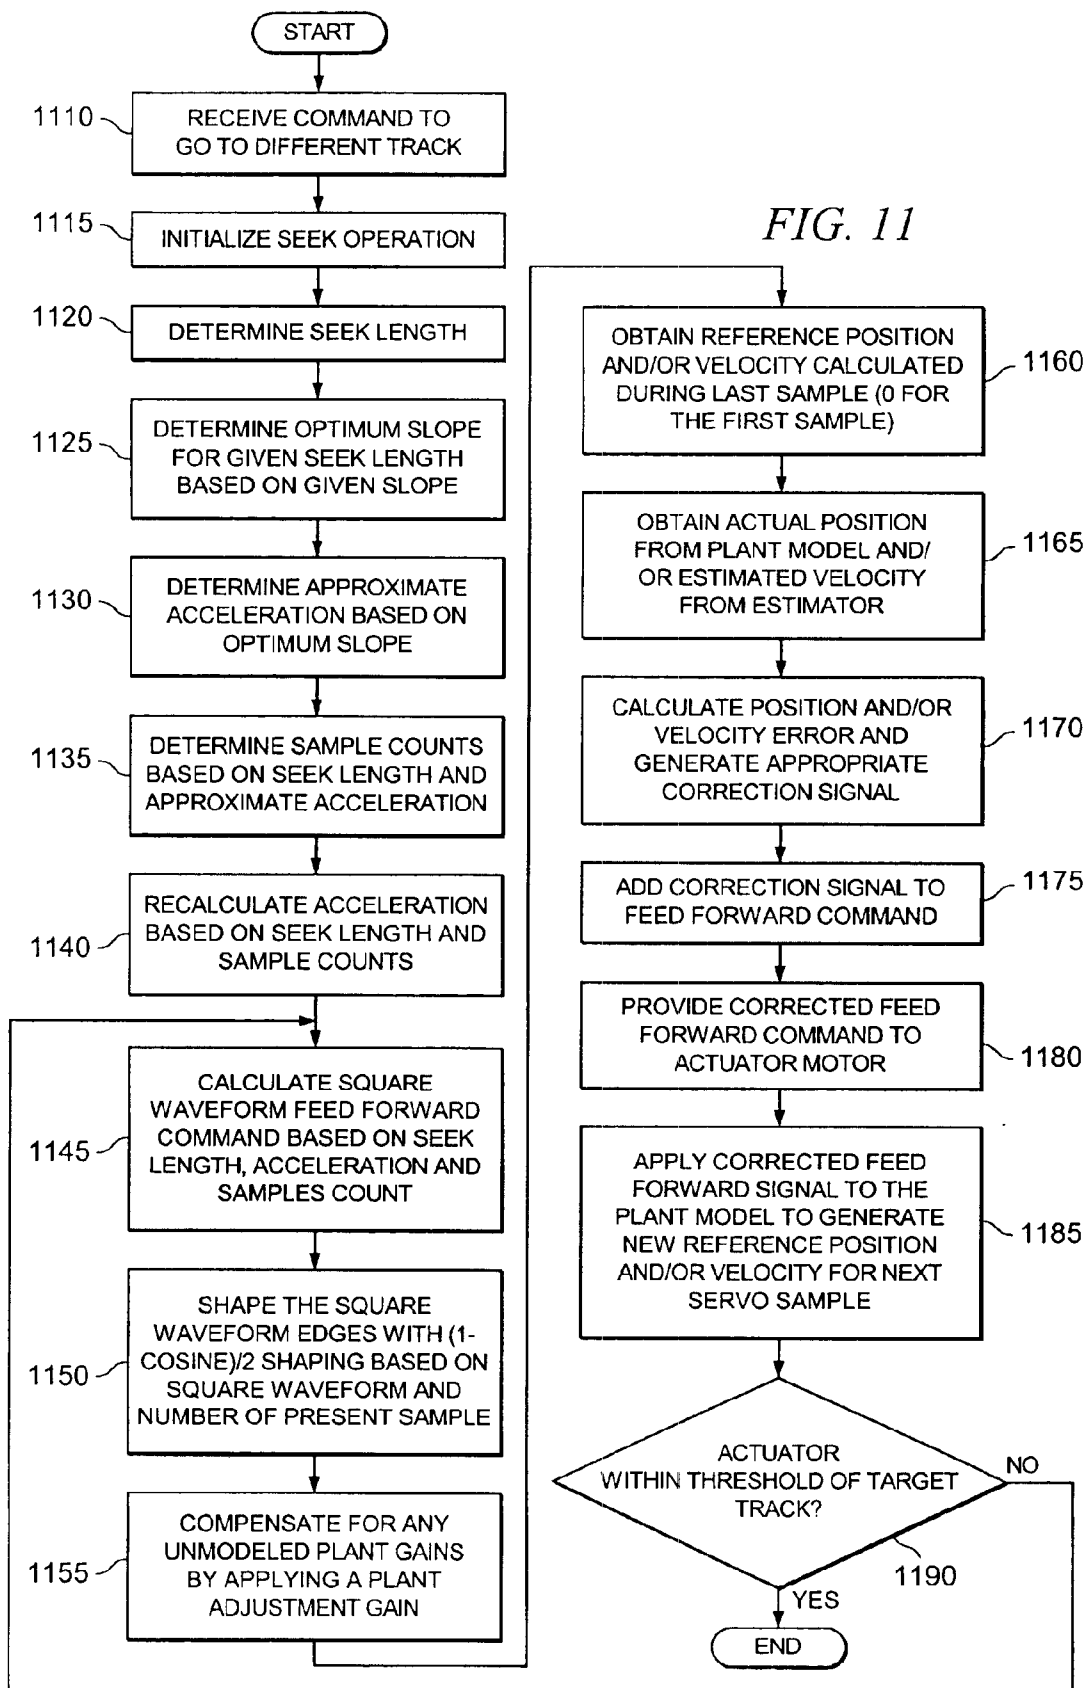 START
1110
RECEIVE COMMAND TO
GO TO DIFFERENT TRACK
1115
INITIALIZE SEEK OPERATION
1120
DETERMINE SEEK LENGTH
1125
DETERMINE OPTIMUM SLOPE
FOR GIVEN SEEK LENGTH
BASED ON GIVEN SLOPE
1130
DETERMINE APPROXIMATE
ACCELERATION BASED ON
OPTIMUM SLOPE
1135
DETERMINE SAMPLE COUNTS
BASED ON SEEK LENGTH AND
APPROXIMATE ACCELERATION
1140
RECALCULATE ACCELERATION
BASED ON SEEK LENGTH AND
SAMPLE COUNTS
1145
CALCULATE SQUARE
WAVEFORM FEED FORWARD
COMMAND BASED ON SEEK
LENGTH, ACCELERATION AND
SAMPLES COUNT
1150
SHAPE THE SQUARE
WAVEFORM EDGES WITH (1-
COSINE)/2 SHAPING BASED ON
SQUARE WAVEFORM AND
NUMBER OF PRESENT SAMPLE
1155
COMPENSATE FOR ANY
UNMODELED PLANT GAINS
BY APPLYING A PLANT
ADJUSTMENT GAIN
FIG. 11
OBTAIN REFERENCE POSITION
AND/OR VELOCITY CALCULATED
DURING LAST SAMPLE (0 FOR
THE FIRST SAMPLE)
1160
OBTAIN ACTUAL POSITION
FROM PLANT MODEL AND/
OR ESTIMATED VELOCITY
FROM ESTIMATOR
1165
CALCULATE POSITION AND/OR
VELOCITY ERROR AND
GENERATE APPROPRIATE
CORRECTION SIGNAL
1170
ADD CORRECTION SIGNAL TO
FEED FORWARD COMMAND
1175
PROVIDE CORRECTED FEED
FORWARD COMMAND TO
ACTUATOR MOTOR
1180
APPLY CORRECTED FEED
FORWARD SIGNAL TO THE
PLANT MODEL TO GENERATE
NEW REFERENCE POSITION
AND/OR VELOCITY FOR NEXT
SERVO SAMPLE
1185
ACTUATOR
WITHIN THRESHOLD OF TARGET
TRACK?
NO
1190
YES
END